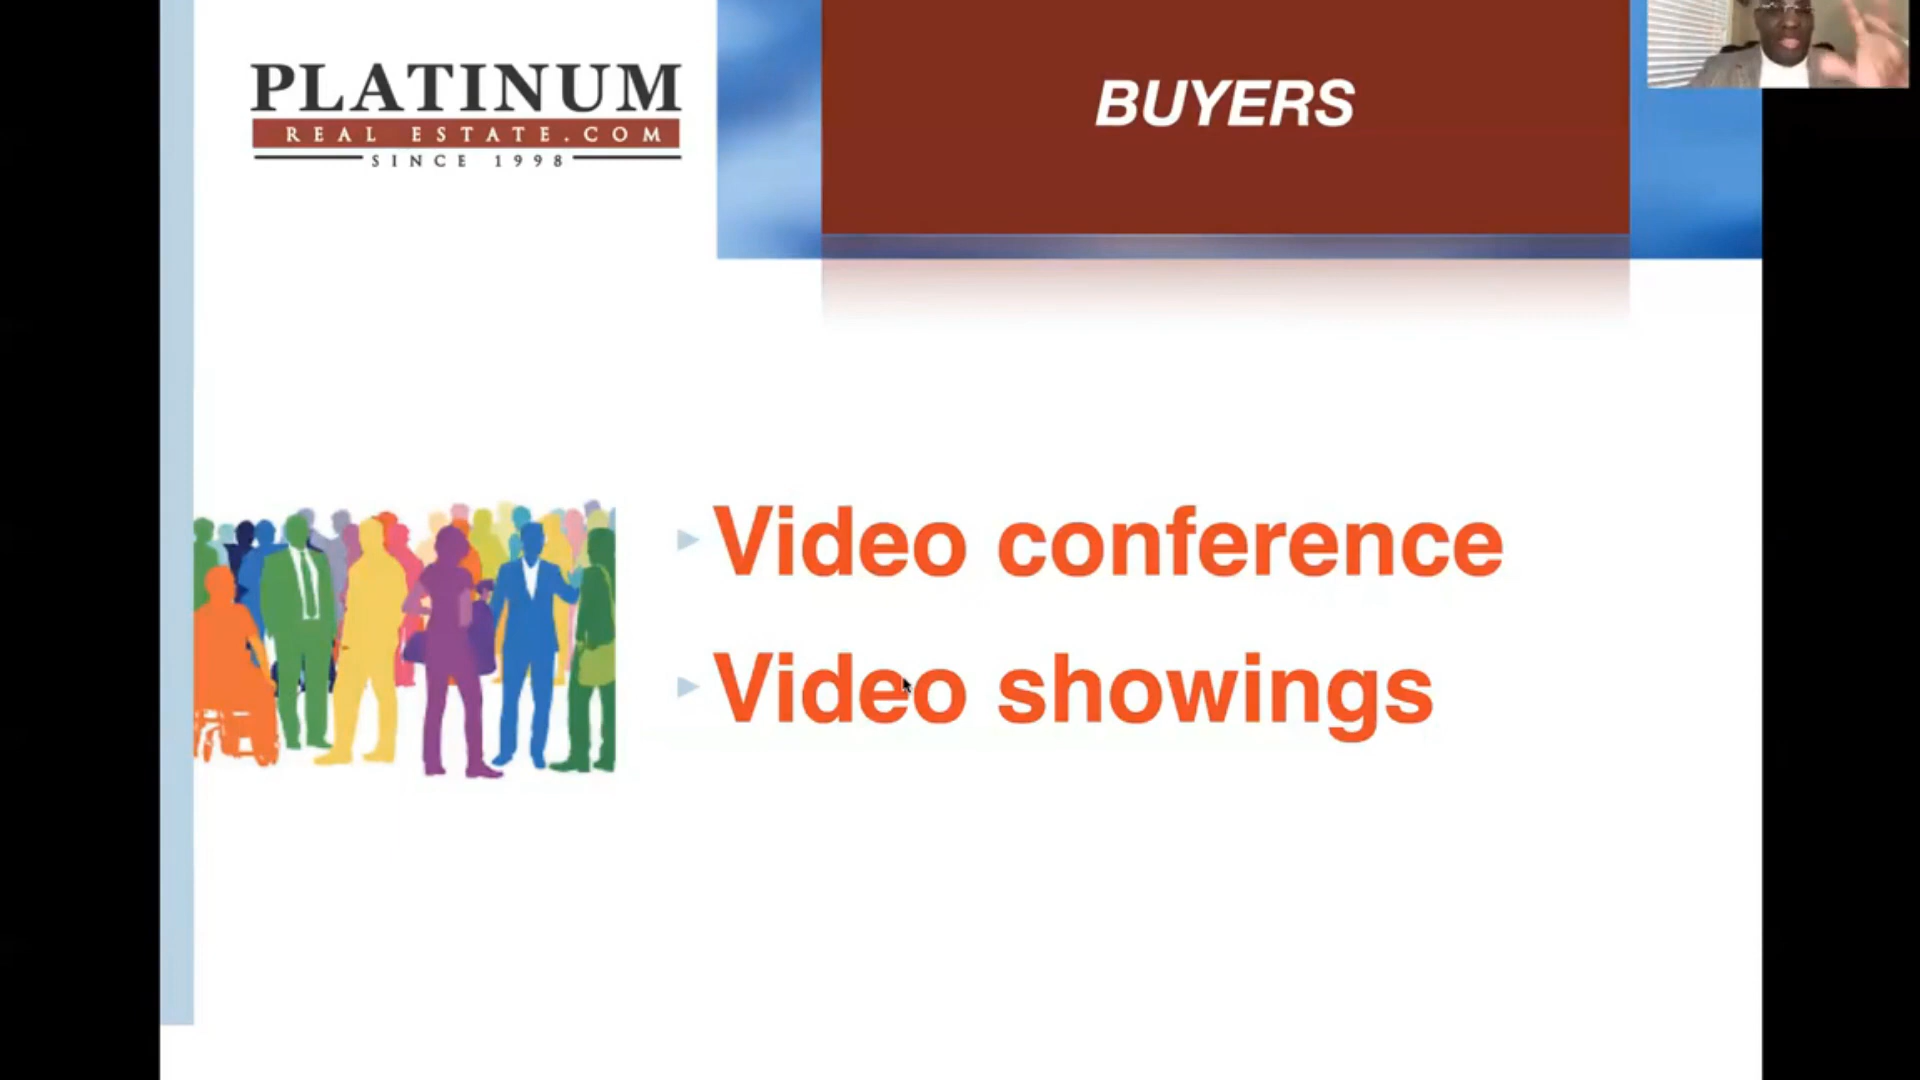 PLATINUM
REAL ESTATE.COM
SINCE 1998
BUYERS
Video conference
Video showings